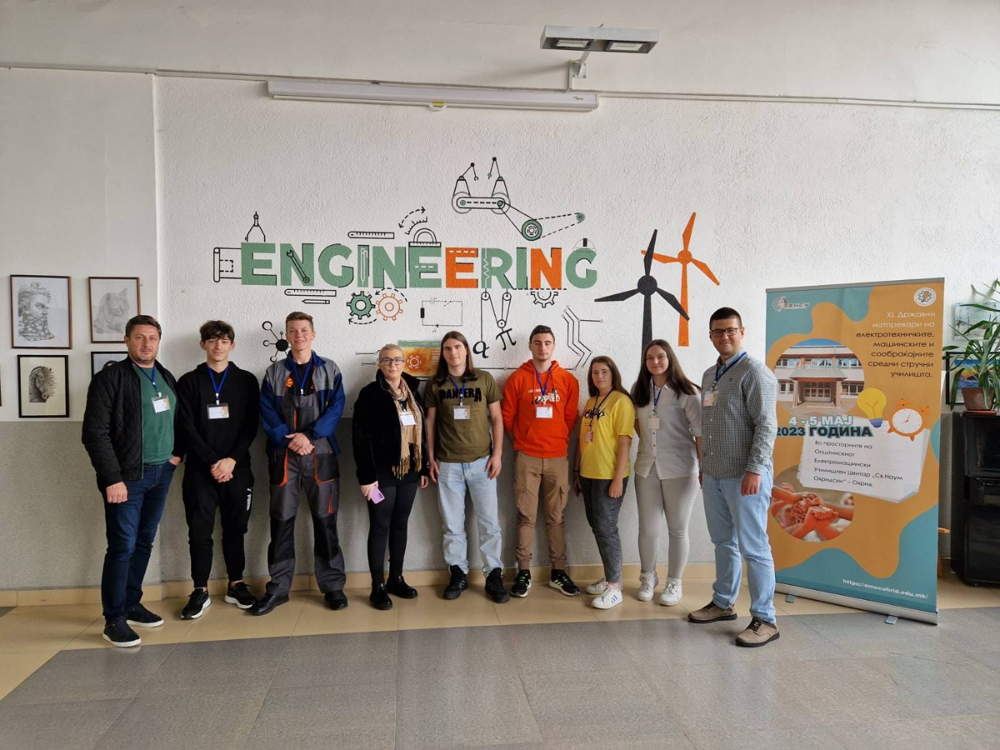 ENGINEERING
απ
PANTERA
XL Државни
натпревари на
електротехничките,
машинските и
сообраќајните
средни стручни
училишта.
4 - 5 МАЈ
2023 ГОДИНА
Во просториите на
Општинскиот
Електромашински
Училиштен Центар „Св.Наум
Охридски“ – Охрид
https://emucohrid.edu.mk/